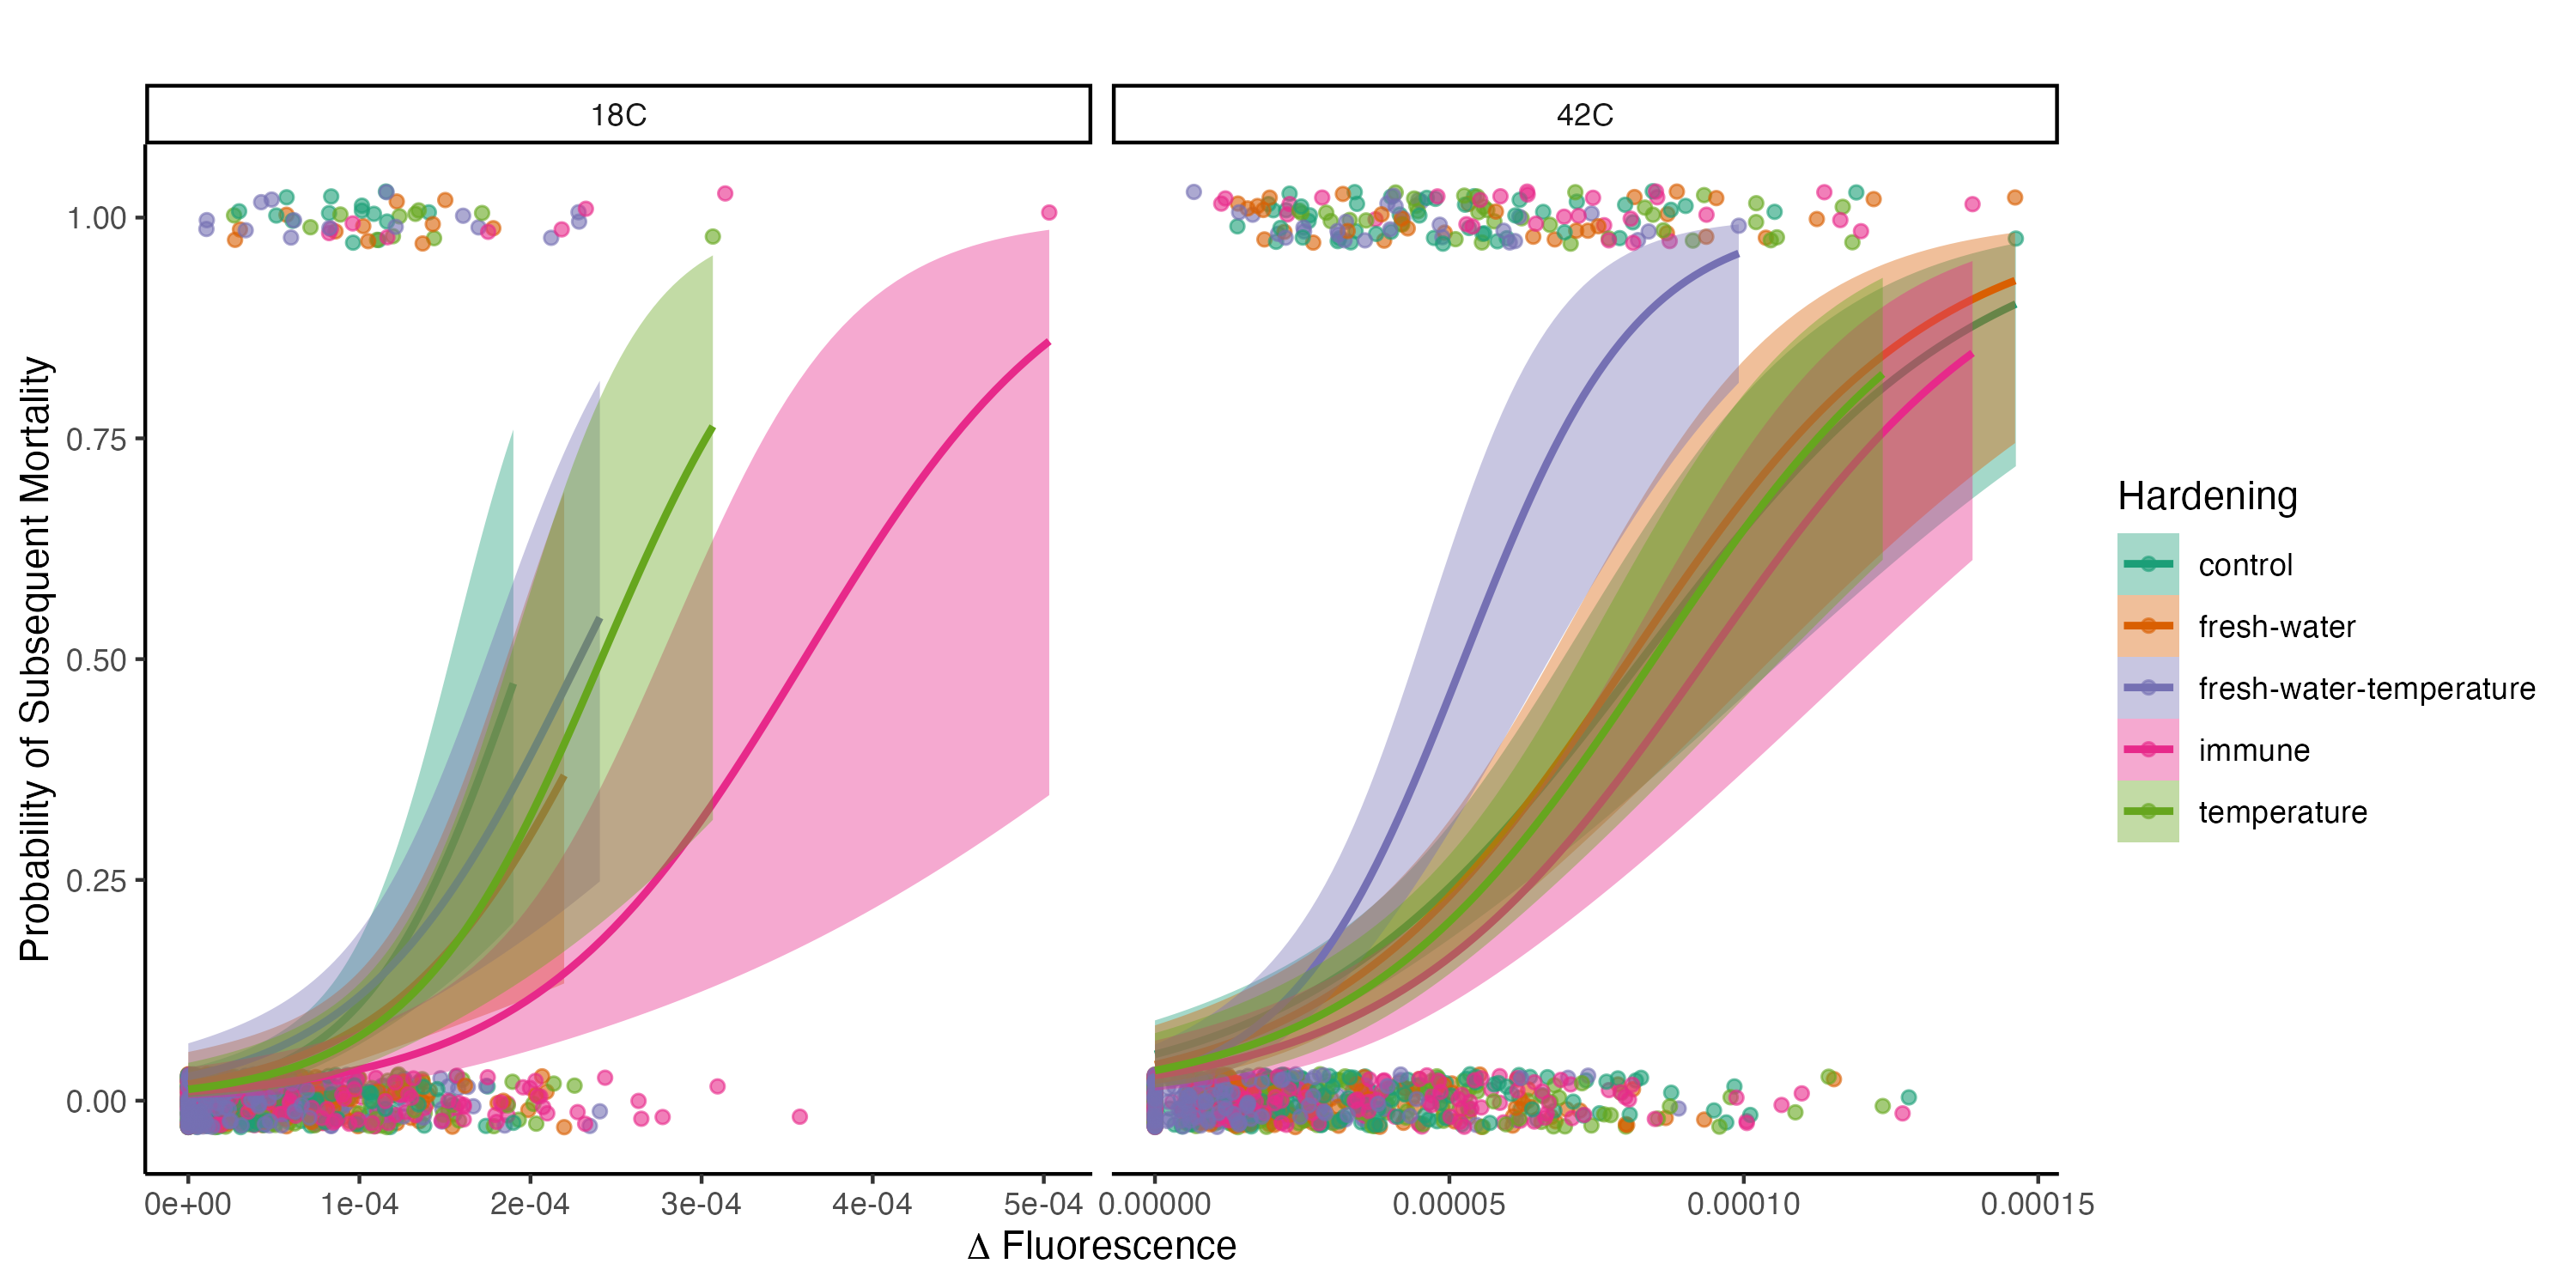 18C 42C
1.00
0.75
0.50
0.25
0.00
Probability of Subsequent Mortality
0e+00 1e-04 2e-04 3e-04 4e-04 5e-04 0.00000 0.00005 0.00010 0.00015
Δ Fluorescence
Hardening
control
fresh-water
fresh-water-temperature
immune
temperature